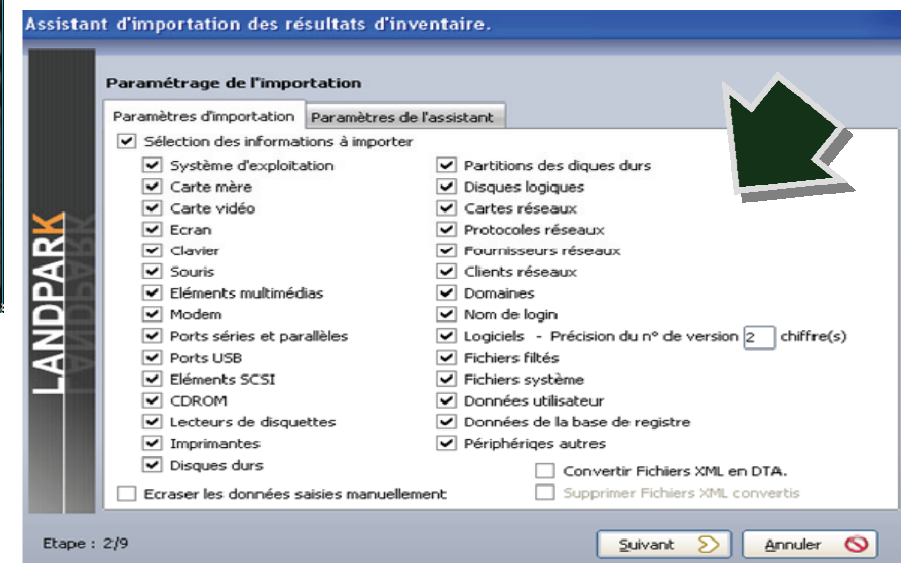 Assistant d'importation des résultats d'inventaire.
Paramétrage de l'importation
Paramètres d'importation
Paramètres de l'assistant
Sélection des informations à importer
Système d'exploitation
Carte mère
Carte vidéo
Ecran
Clavier
Souris
Eléments multimédias
Modem
Ports séries et parallèles
Ports USB
Eléments SCSI
CDROM
Lecteurs de disquettes
Imprimantes
Disques durs
Partitions des diques durs
Disques logiques
Cartes réseaux
Protocoles réseaux
Fournisseurs réseaux
Clients réseaux
Domaines
Nom de login
Logiciels - Précision du n° de version 2 chiffre(s)
Fichiers filtés
Fichiers système
Données utilisateur
Données de la base de registre
Périphériqes autres
Convertir Fichiers XML en DTA.
Supprimer Fichiers XML convertis
Ecraser les données saisies manuellement
LANDPARK
Etape : 2/9
Suivant
Annuler